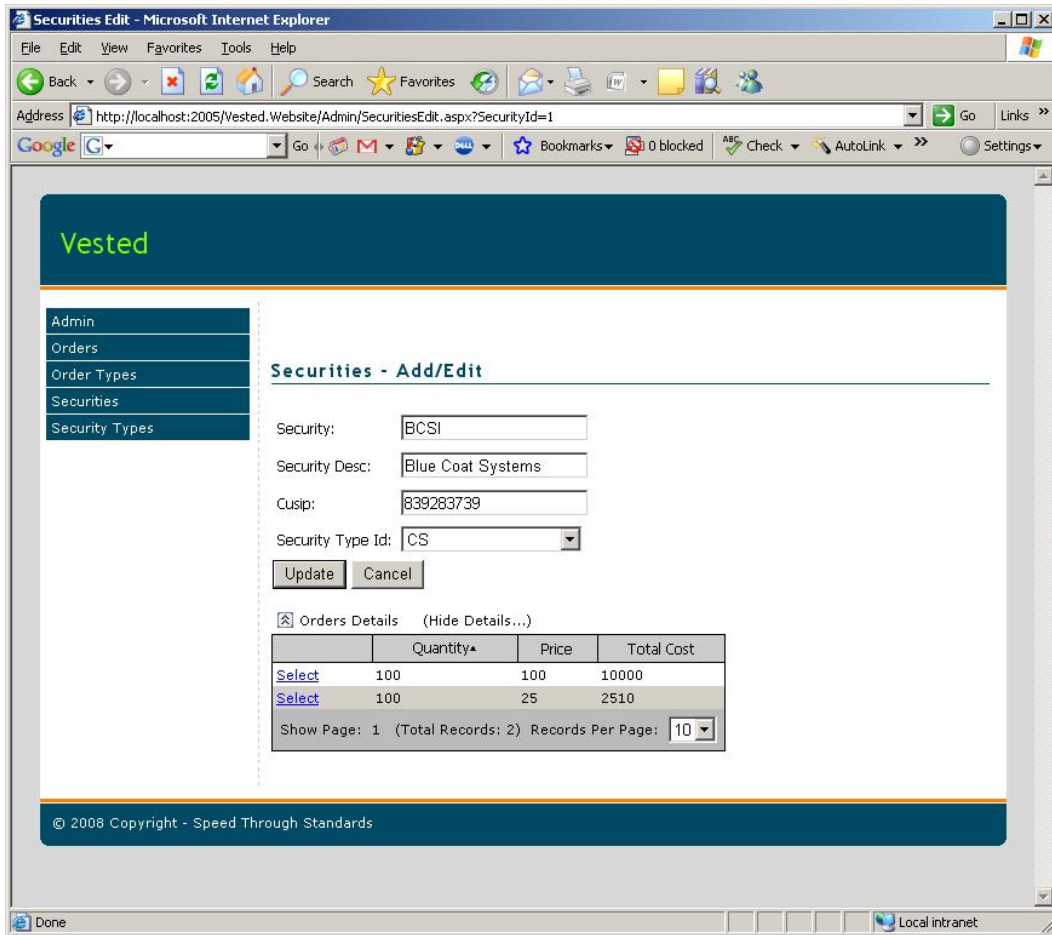 Securities Edit - Microsoft Internet Explorer
File Edit View Favorites Tools Help
Back Search Favorites
Address http://localhost:2005/Vested.Website/Admin/SecuritiesEdit.aspx?SecurityId=1 Go Links »
Google G Go Bookmarks 0 blocked ABC Check AutoLink » Settings
Vested
Admin
Orders
Order Types
Securities
Security Types
Securities - Add/Edit
Security: BCSI
Security Desc: Blue Coat Systems
Cusip: 839283739
Security Type Id: CS
Update Cancel
Orders Details (Hide Details...)
Quantity Price Total Cost
Select 100 100 10000
Select 100 25 2510
Show Page: 1 (Total Records: 2) Records Per Page: 10
© 2008 Copyright - Speed Through Standards
Done Local intranet